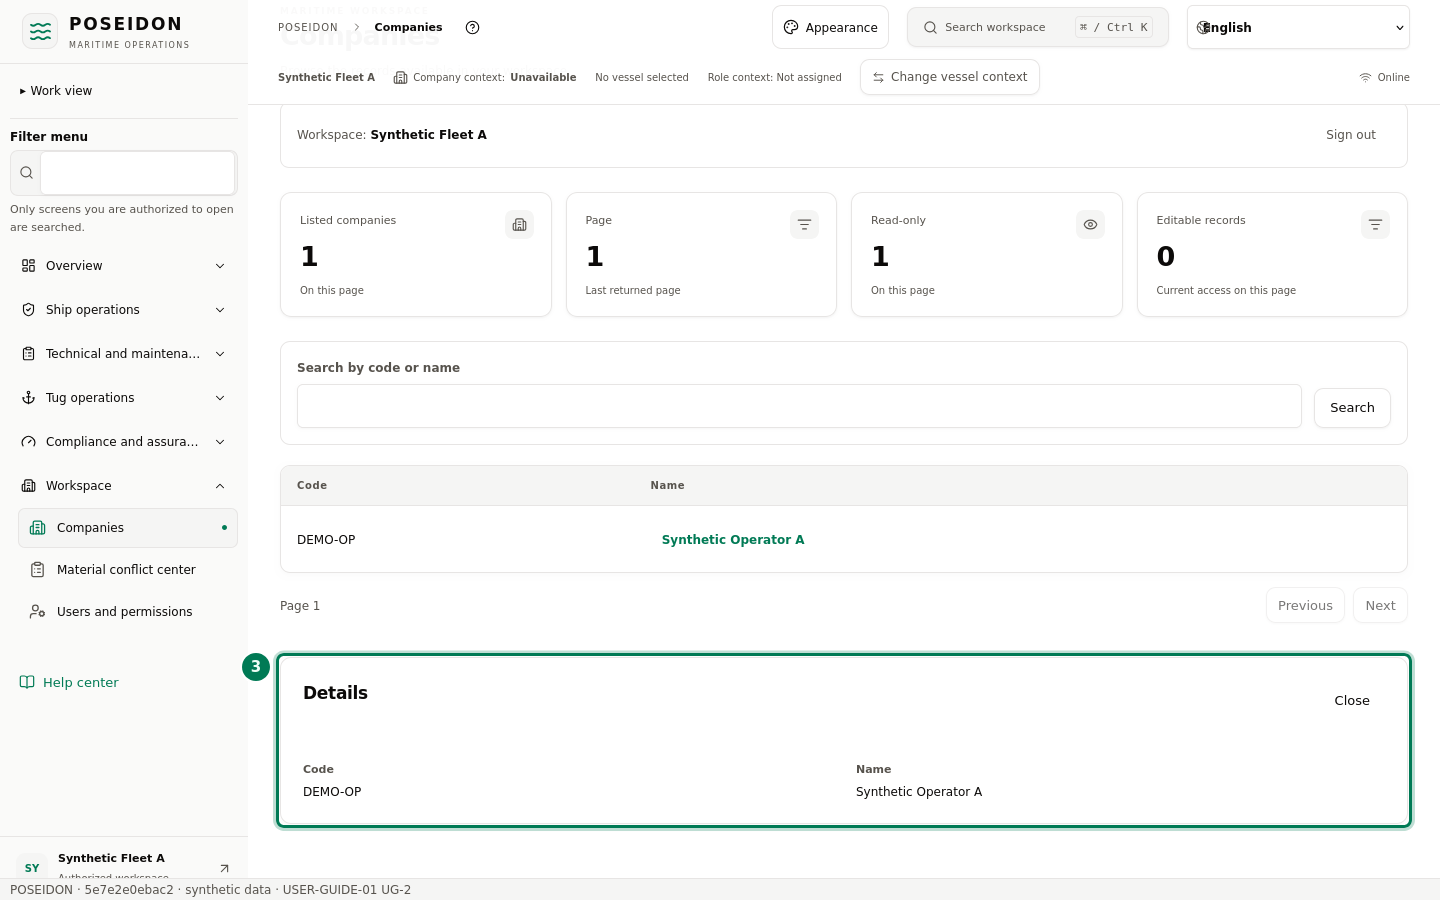 POSEIDON
MARITIME OPERATIONS
Work view
Filter menu
Only screens you are authorized to open
are searched.
Overview
Ship operations
Technical and maintena…
Tug operations
Compliance and assura…
Workspace
Companies
Material conflict center
Users and permissions
Help center
SY
Synthetic Fleet A
Authorized workspace
POSEIDON
Companies
Appearance
Search workspace
⌘ / Ctrl K
English
Companies
Synthetic Fleet A
Company context: Unavailable
No vessel selected
Role context: Not assigned
Change vessel context
Online
Workspace: Synthetic Fleet A
Sign out
Listed companies
1
On this page
Page
1
Last returned page
Read-only
1
On this page
Editable records
0
Current access on this page
Search by code or name
Search
Code
Name
DEMO-OP
Synthetic Operator A
Page 1
Previous
Next
3
Details
Close
Code
Name
DEMO-OP
Synthetic Operator A
POSEIDON · 5e7e2e0ebac2 · synthetic data · USER-GUIDE-01 UG-2